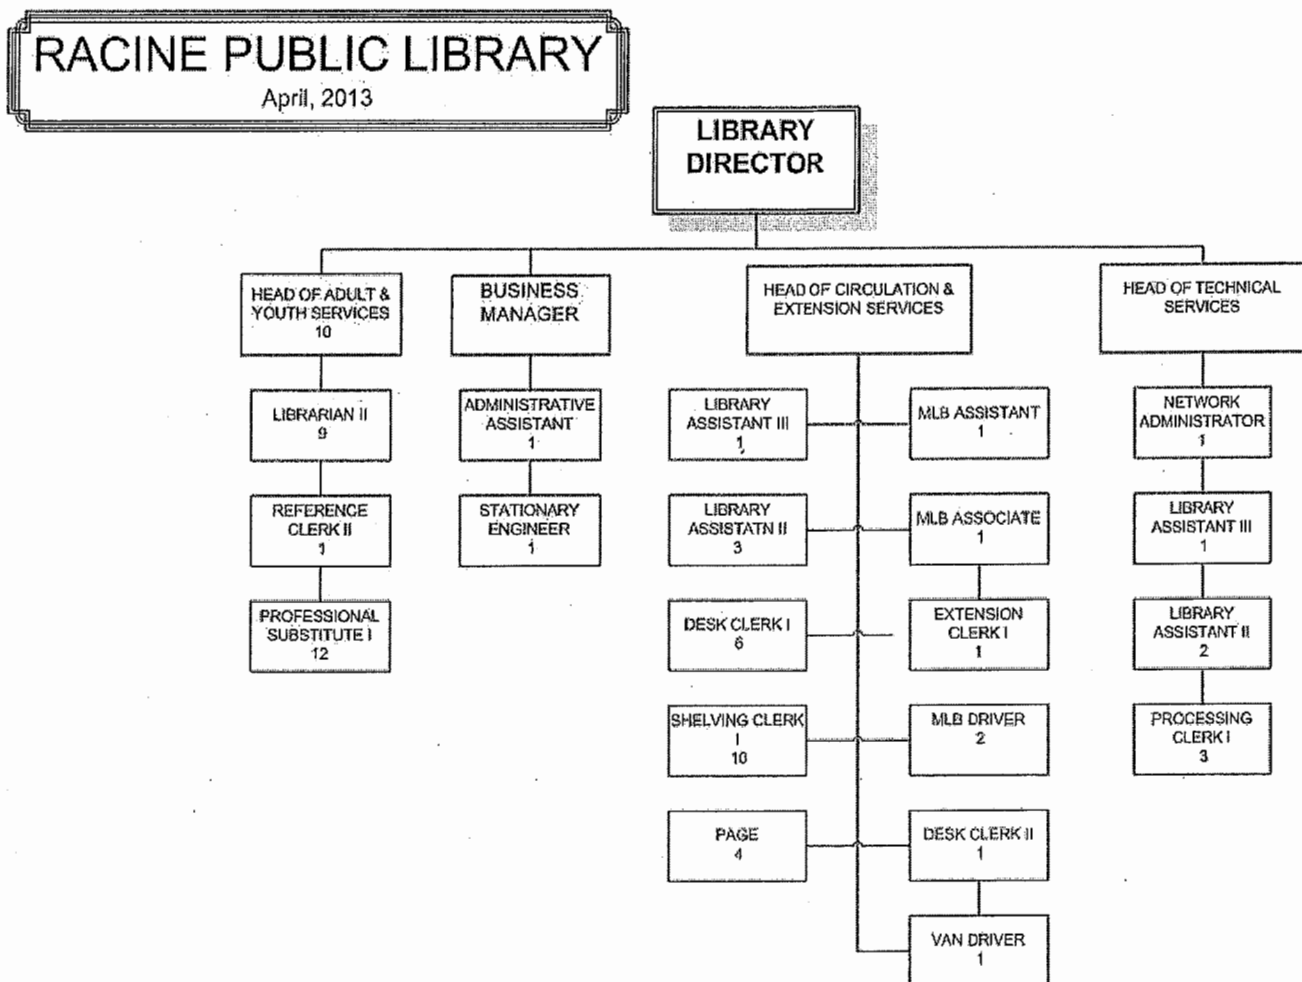 RACINE PUBLIC LIBRARY
April, 2013
LIBRARY
DIRECTOR
HEAD OF ADULT &
YOUTH SERVICES
10
BUSINESS
MANAGER
HEAD OF CIRCULATION &
EXTENSION SERVICES
HEAD OF TECHNICAL
SERVICES
LIBRARIAN II
9
ADMINISTRATIVE
ASSISTANT
1
LIBRARY
ASSISTANT III
1
MLB ASSISTANT
1
NETWORK
ADMINISTRATOR
1
REFERENCE
CLERK II
1
STATIONARY
ENGINEER
1
LIBRARY
ASSISTATN II
3
MLB ASSOCIATE
1
LIBRARY
ASSISTANT III
1
PROFESSIONAL
SUBSTITUTE I
12
DESK CLERK I
6
EXTENSION
CLERK I
1
LIBRARY
ASSISTANT II
2
SHELVING CLERK
I
10
MLB DRIVER
2
PROCESSING
CLERK I
3
PAGE
4
DESK CLERK II
1
VAN DRIVER
1